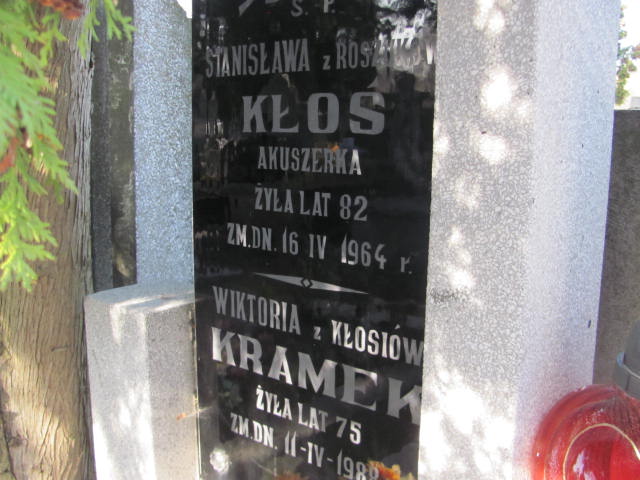 Ś. P.
STANISŁAWA z
KŁOS
AKUSZERKA
ŻYŁA LAT 82
ZM. DN. 16 IV 1964 r.
WIKTORIA z KŁOSIÓW
KRAMEK
ŻYŁA LAT 75
ZM. DN. 11-IV-1988